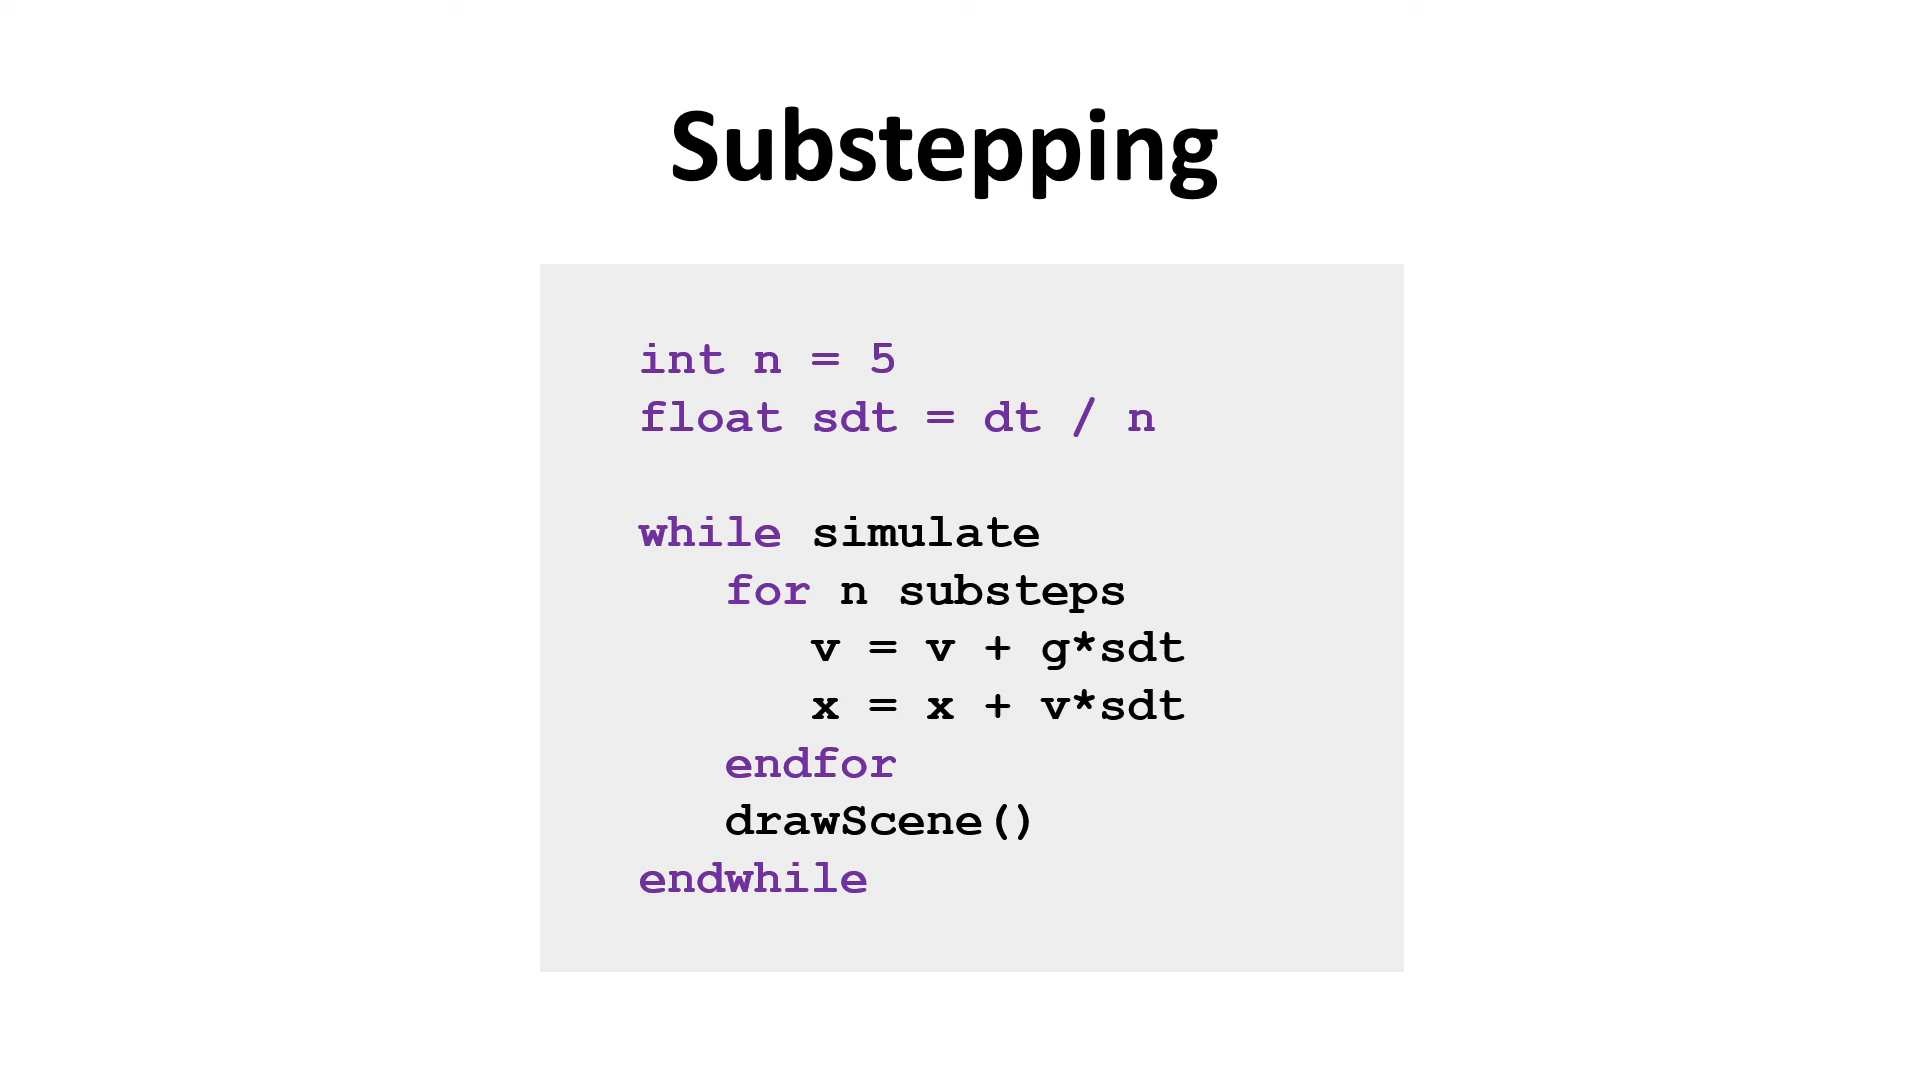 Substepping
int n = 5
float sdt = dt / n
while simulate
for n substeps
v = v + g*sdt
x = x + v*sdt
endfor
drawScene()
endwhile